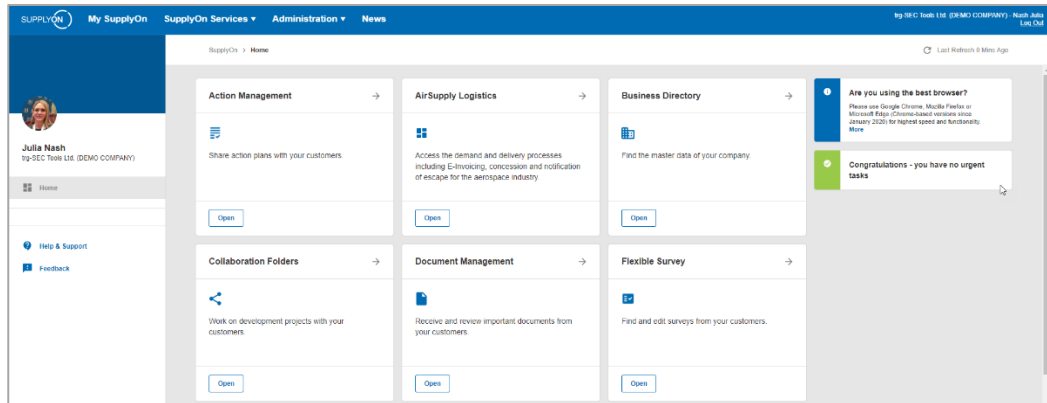 SUPPLYON My SupplyOn SupplyOn Services Administration News
trg-SEC Tools Ltd. (DEMO COMPANY) - Nash Julia
Log Out
SupplyOn > Home
Last Refresh 0 Mins Ago
Julia Nash
trg-SEC Tools Ltd. (DEMO COMPANY)
Home
Help & Support
Feedback
Action Management
Share action plans with your customers.
Open
AirSupply Logistics
Access the demand and delivery processes
including E-Invoicing, concession and notification
of escape for the aerospace industry.
Open
Business Directory
Find the master data of your company.
Open
Collaboration Folders
Work on development projects with your
customers.
Open
Document Management
Receive and review important documents from
your customers.
Open
Flexible Survey
Find and edit surveys from your customers.
Open
Are you using the best browser?
Please use Google Chrome, Mozilla Firefox or
Microsoft Edge (Chrome-based versions since
January 2020) for highest speed and functionality.
More
Congratulations - you have no urgent
tasks